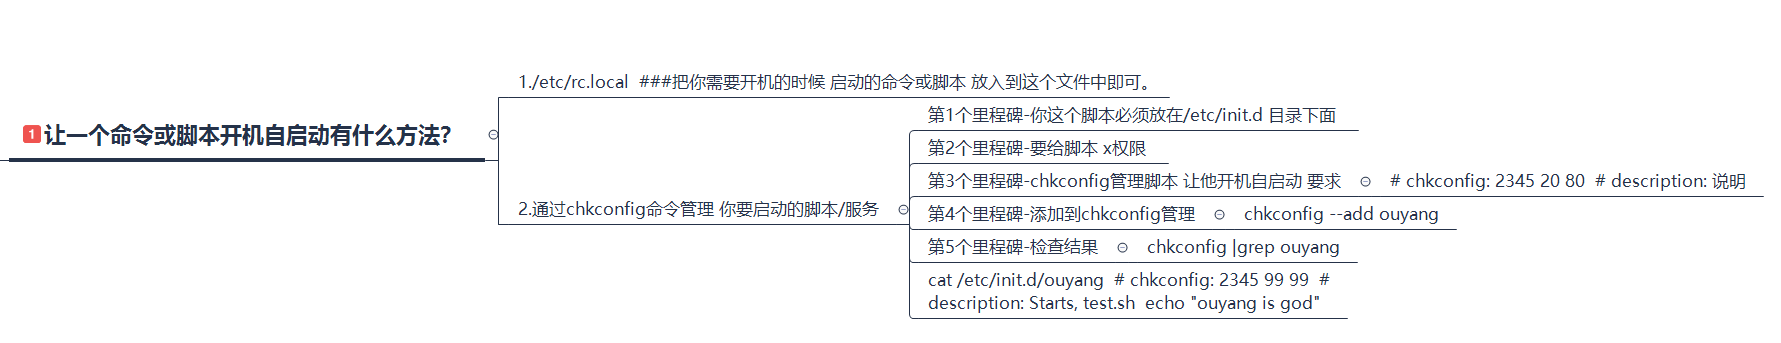 1 让一个命令或脚本开机自启动有什么方法?
1./etc/rc.local  ###把你需要开机的时候 启动的命令或脚本 放入到这个文件中即可。
2.通过chkconfig命令管理 你要启动的脚本/服务
第1个里程碑-你这个脚本必须放在/etc/init.d 目录下面
第2个里程碑-要给脚本 x权限
第3个里程碑-chkconfig管理脚本 让他开机自启动 要求
# chkconfig: 2345 20 80  # description: 说明
第4个里程碑-添加到chkconfig管理
chkconfig --add ouyang
第5个里程碑-检查结果
chkconfig |grep ouyang
cat /etc/init.d/ouyang  # chkconfig: 2345 99 99  #
description: Starts, test.sh  echo "ouyang is god"